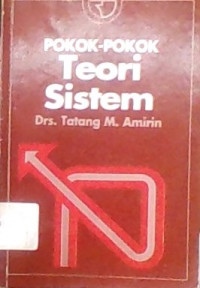 POKOK-POKOK
Teori
Sistem
Drs. Tatang M. Amirin